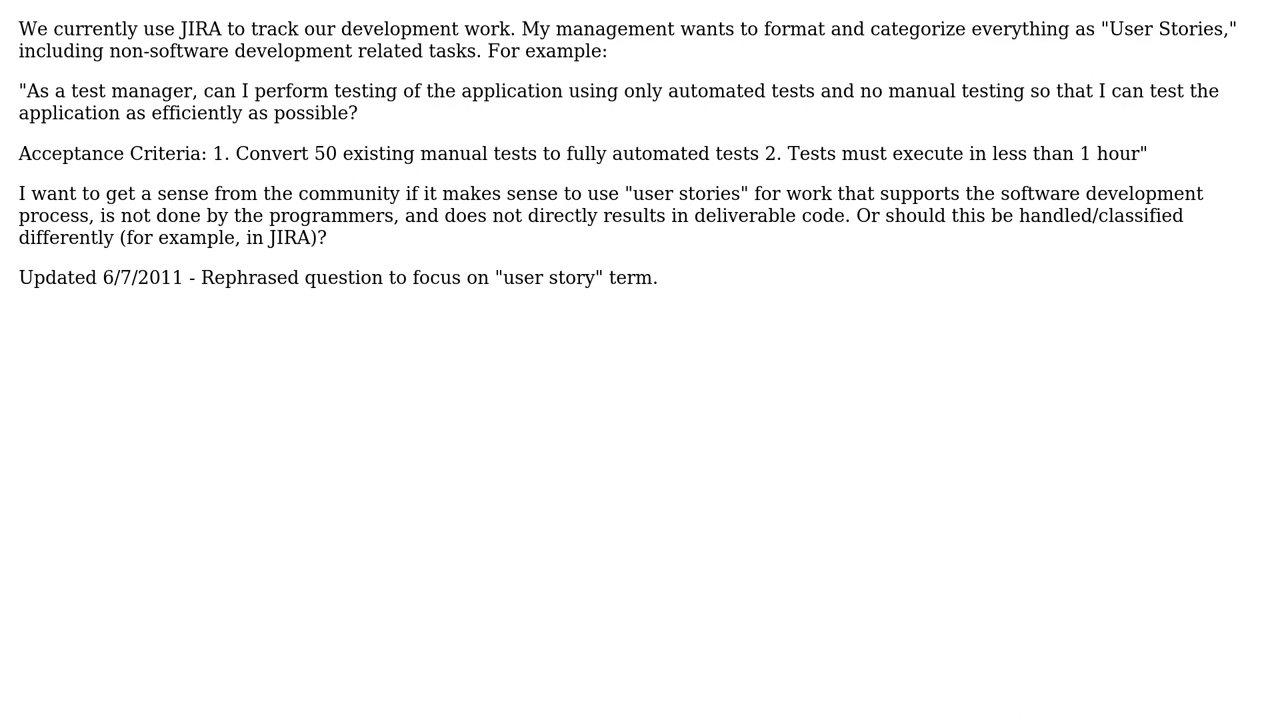 We currently use JIRA to track our development work. My management wants to format and categorize everything as "User Stories,"
including non-software development related tasks. For example:
"As a test manager, can I perform testing of the application using only automated tests and no manual testing so that I can test the
application as efficiently as possible?
Acceptance Criteria: 1. Convert 50 existing manual tests to fully automated tests 2. Tests must execute in less than 1 hour"
I want to get a sense from the community if it makes sense to use "user stories" for work that supports the software development
process, is not done by the programmers, and does not directly results in deliverable code. Or should this be handled/classified
differently (for example, in JIRA)?
Updated 6/7/2011 - Rephrased question to focus on "user story" term.